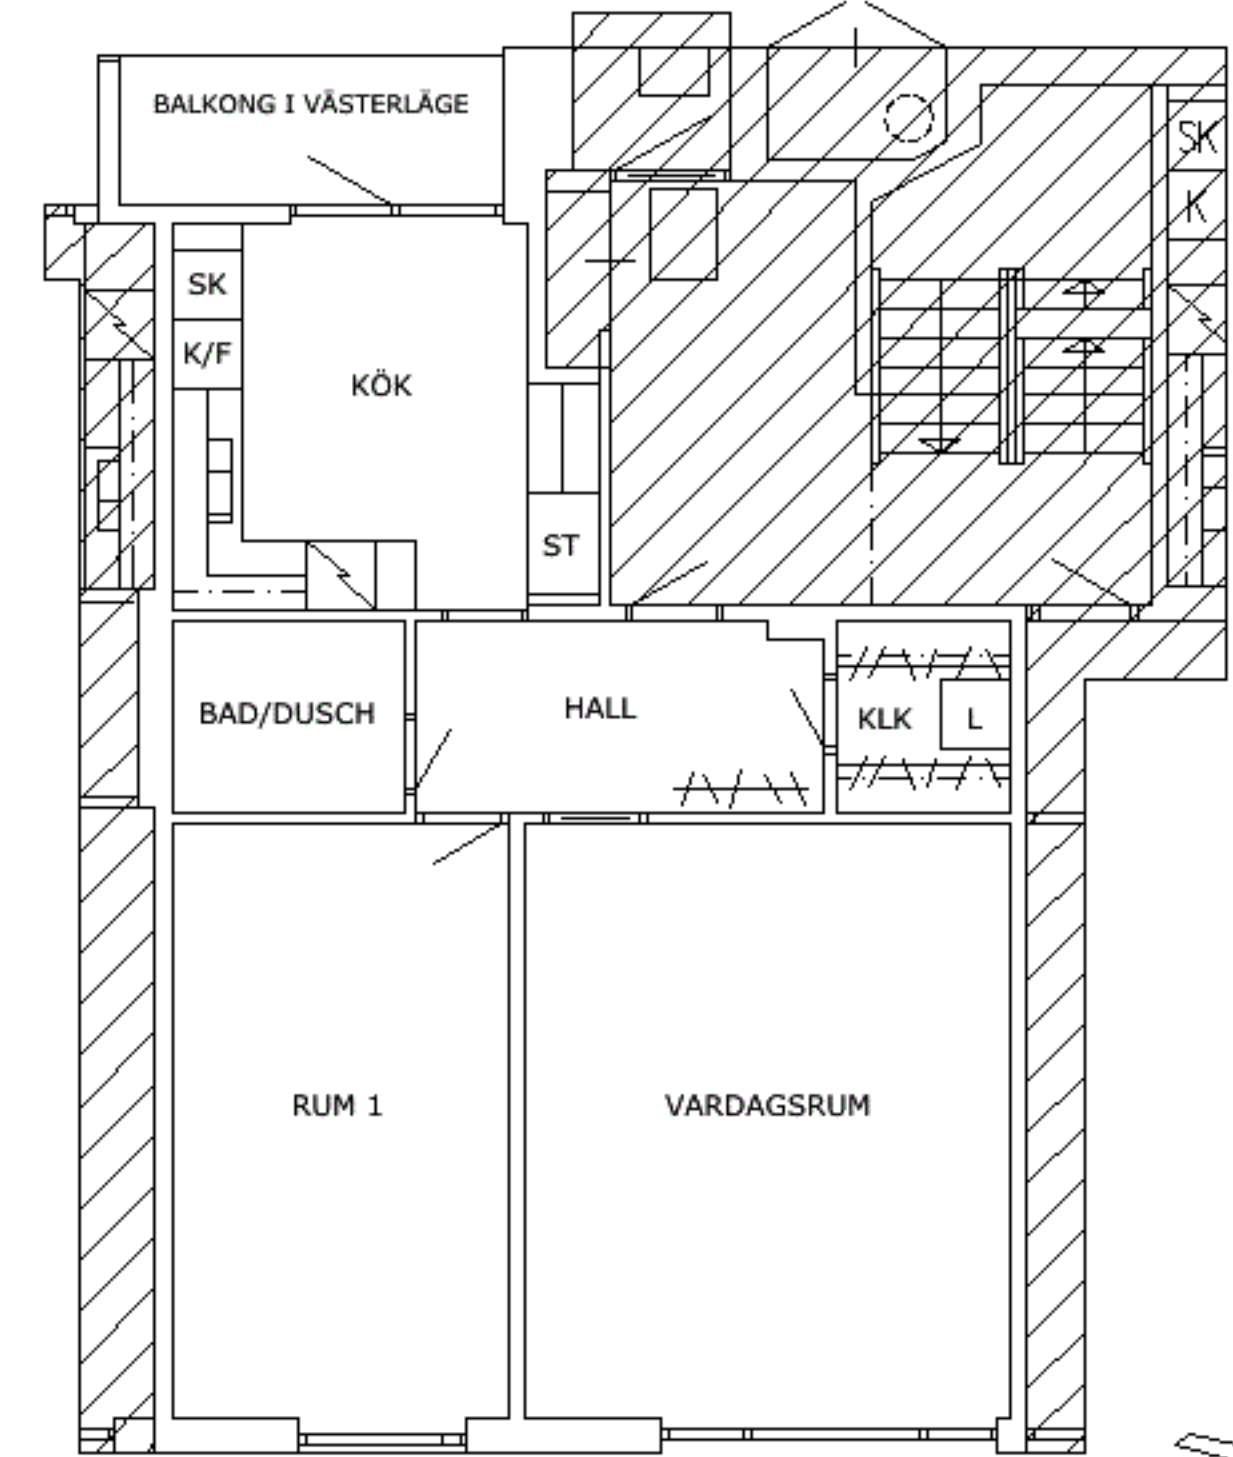 BALKONG I VÄSTERLÄGE
SK
K
SK
K/F
KÖK
ST
BAD/DUSCH
HALL
KLK
L
RUM 1
VARDAGSRUM